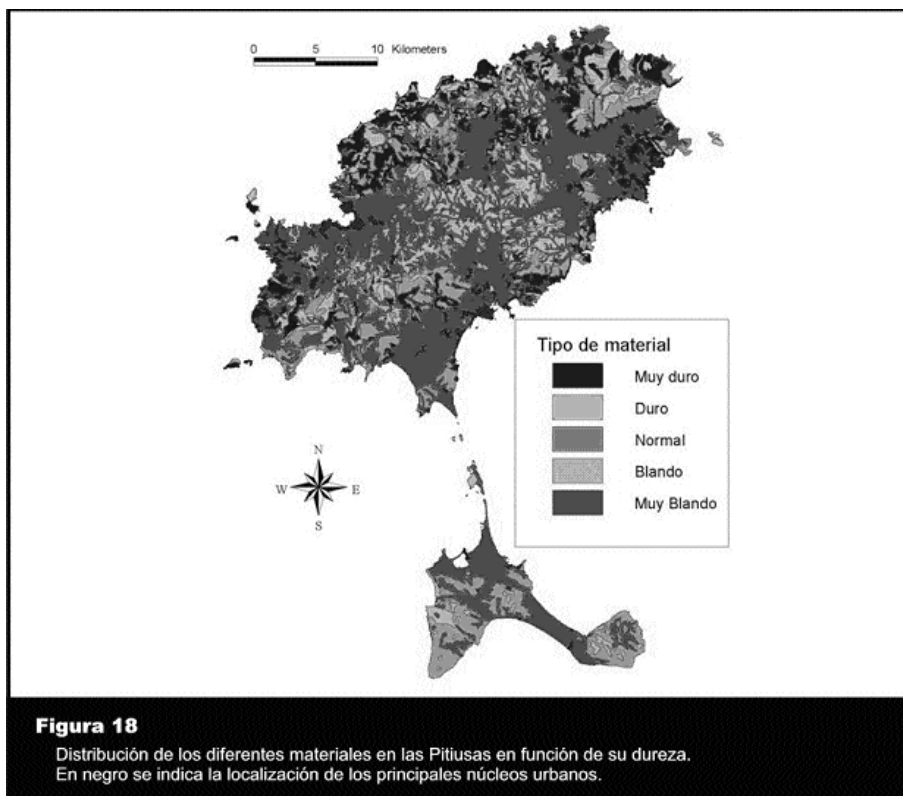 0 5 10 Kilometers
N
W E
S
Tipo de material
Muy duro
Duro
Normal
Blando
Muy Blando
Figura 18
Distribución de los diferentes materiales en las Pitiusas en función de su dureza.
En negro se indica la localización de los principales núcleos urbanos.